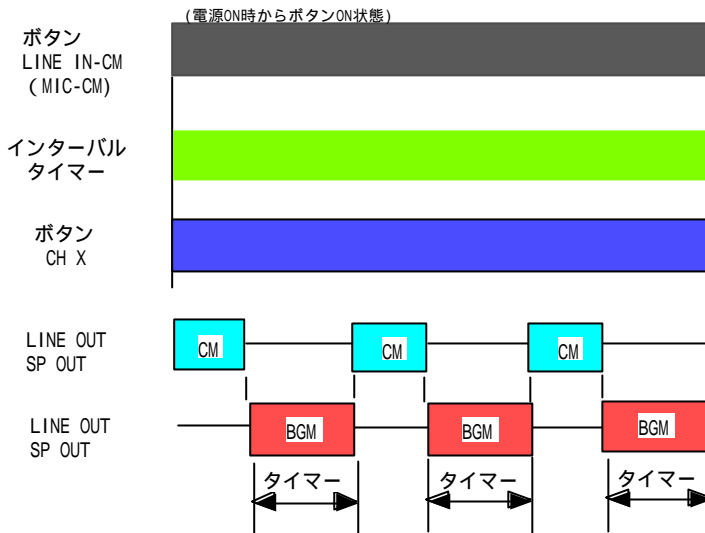 (電源ON時からボタンON状態)
ボタン
LINE IN-CM
(MIC-CM)
インターバル
タイマー
ボタン
CH X
LINE OUT
SP OUT
CM
CM
CM
LINE OUT
SP OUT
BGM
BGM
BGM
タイマー
タイマー
タイマー